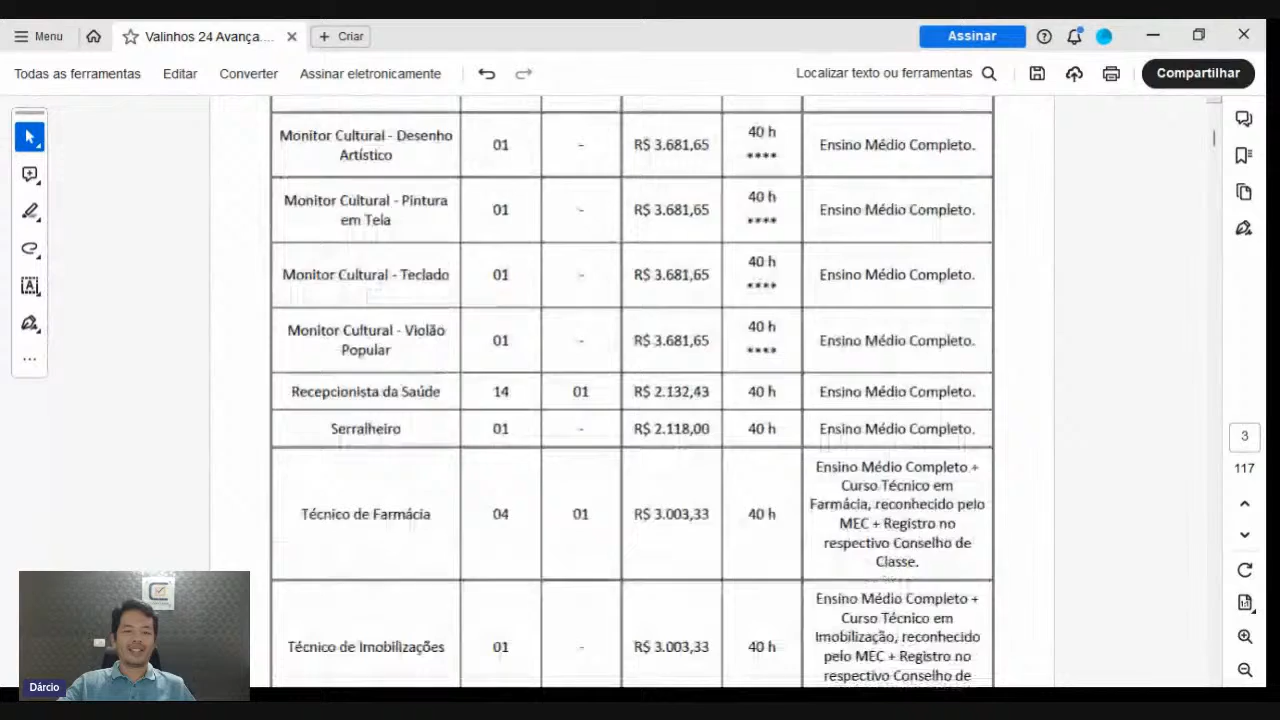 Menu
Valinhos 24 Avança....
Criar
Assinar
Todas as ferramentas
Editar
Converter
Assinar eletronicamente
Localizar texto ou ferramentas
Compartilhar
Monitor Cultural - Desenho
Artístico
01
-
R$ 3.681,65
40 h
****
Ensino Médio Completo.
Monitor Cultural - Pintura
em Tela
01
-
R$ 3.681,65
40 h
****
Ensino Médio Completo.
Monitor Cultural - Teclado
01
-
R$ 3.681,65
40 h
****
Ensino Médio Completo.
Monitor Cultural - Violão
Popular
01
-
R$ 3.681,65
40 h
****
Ensino Médio Completo.
Recepcionista da Saúde
14
01
R$ 2.132,43
40 h
Ensino Médio Completo.
Serralheiro
01
-
R$ 2.118,00
40 h
Ensino Médio Completo.
Técnico de Farmácia
04
01
R$ 3.003,33
40 h
Ensino Médio Completo +
Curso Técnico em
Farmácia, reconhecido pelo
MEC + Registro no
respectivo Conselho de
Classe.
Técnico de Imobilizações
01
-
R$ 3.003,33
40 h
Ensino Médio Completo +
Curso Técnico em
Imobilização, reconhecido
pelo MEC + Registro no
respectivo Conselho de
3
117
Dárcio